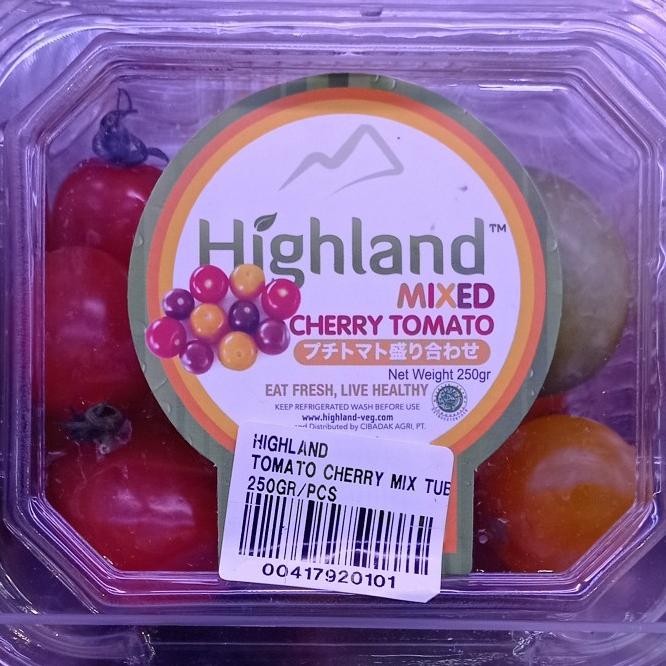 Highland™
MIXED
CHERRY TOMATO
プチトマト盛り合わせ
Net Weight 250gr
EAT FRESH, LIVE HEALTHY
KEEP REFRIGERATED WASH BEFORE USE
www.highland-veg.com
and Distributed by CIBADAK AGRI, PT.
HIGHLAND
TOMATO CHERRY MIX TUB
250GR/PCS
00417920101